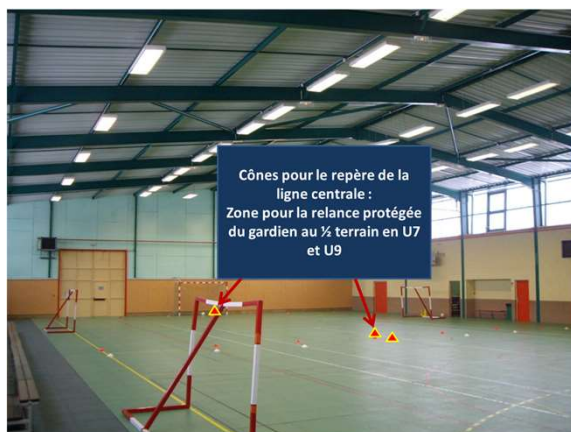 Cônes pour le repère de la
ligne centrale :
Zone pour la relance protégée
du gardien au ½ terrain en U7
et U9